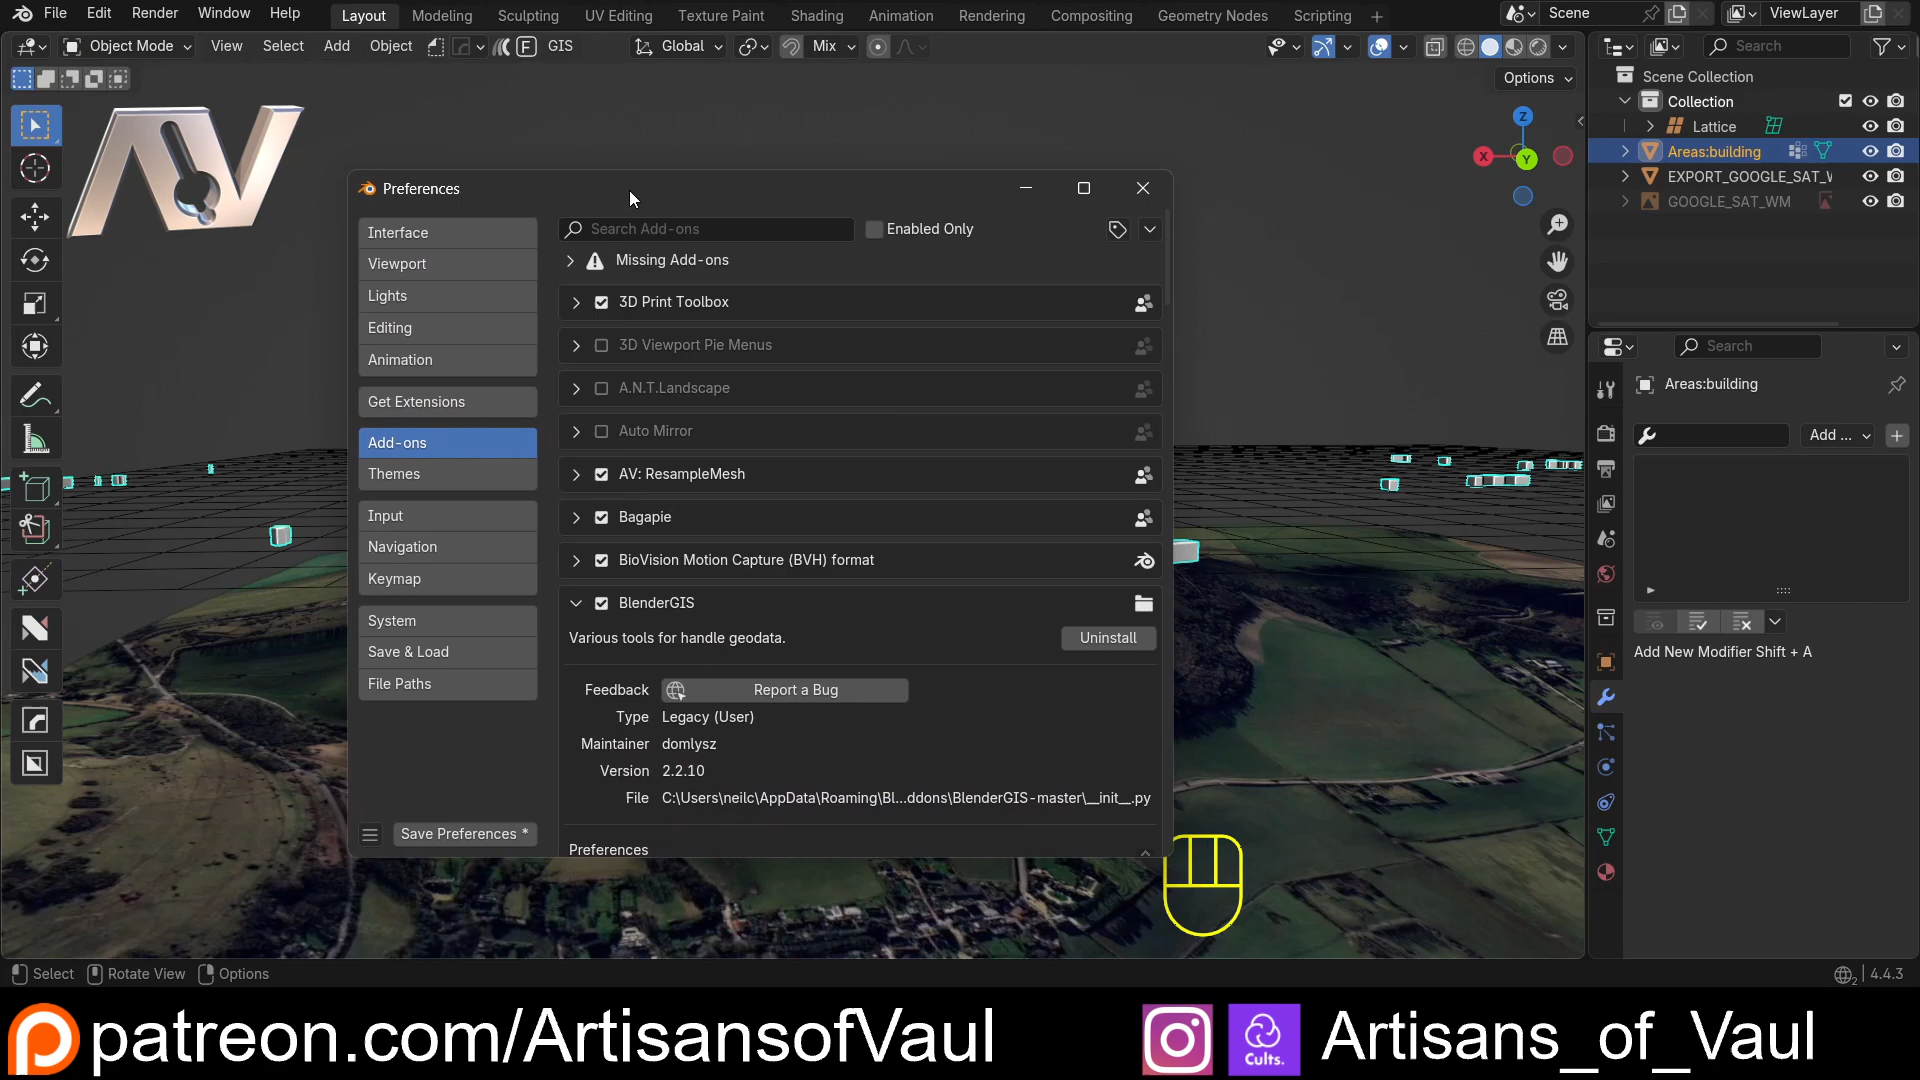 File Edit Render Window Help Layout Modeling Sculpting UV Editing Texture Paint Shading Animation Rendering Compositing Geometry Nodes Scripting + Scene ViewLayer
Object Mode View Select Add Object F GIS Global Mix Search
Options
AV
Z
X
Y
Scene Collection
Collection
Lattice
Areas:building
EXPORT_GOOGLE_SAT_
GOOGLE_SAT_WM
Search
Areas:building
Add ...
Add New Modifier Shift + A
Preferences
Interface
Viewport
Lights
Editing
Animation
Get Extensions
Add-ons
Themes
Input
Navigation
Keymap
System
Save & Load
File Paths
Save Preferences *
Search Add-ons Enabled Only
Missing Add-ons
3D Print Toolbox
3D Viewport Pie Menus
A.N.T.Landscape
Auto Mirror
AV: ResampleMesh
Bagapie
BioVision Motion Capture (BVH) format
BlenderGIS
Various tools for handle geodata. Uninstall
Feedback Report a Bug
Type Legacy (User)
Maintainer domlysz
Version 2.2.10
File C:\Users\neilc\AppData\Roaming\Bl...ddons\BlenderGIS-master\__init__.py
Preferences
Select Rotate View Options 4.4.3
patreon.com/ArtisansofVaul Cults. Artisans_of_Vaul